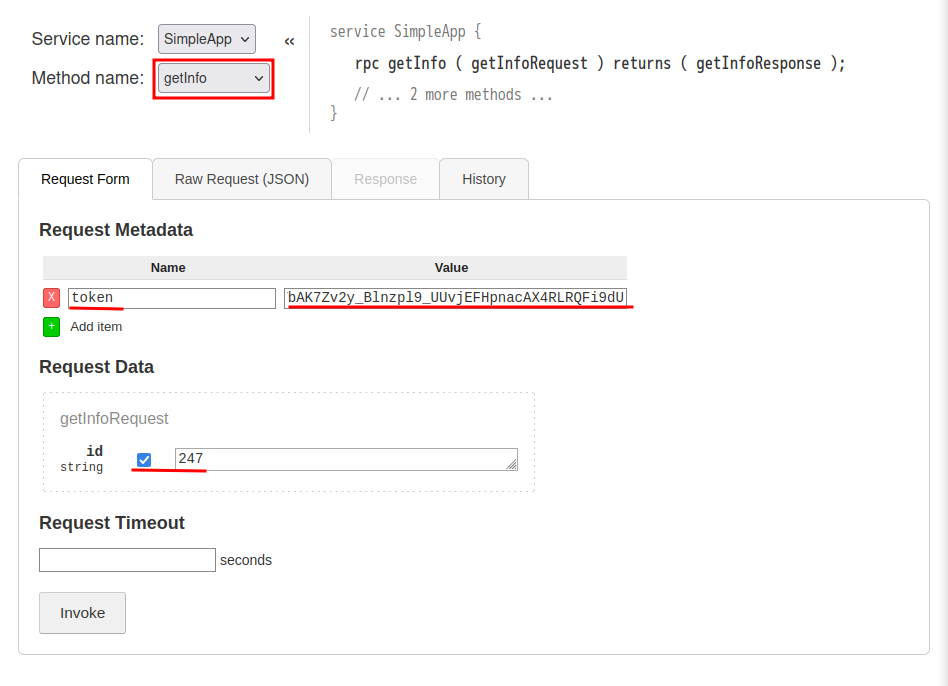 Service name: SimpleApp «
Method name: getInfo
service SimpleApp {
rpc getInfo ( getInfoRequest ) returns ( getInfoResponse );
// ... 2 more methods ...
}
Request Form Raw Request (JSON) Response History
Request Metadata
Name Value
X token bAK7Zv2y_Blnzpl9_UUvjEFHpnacAX4RLRQFi9dU
+ Add item
Request Data
getInfoRequest
id 247
string
Request Timeout
seconds
Invoke